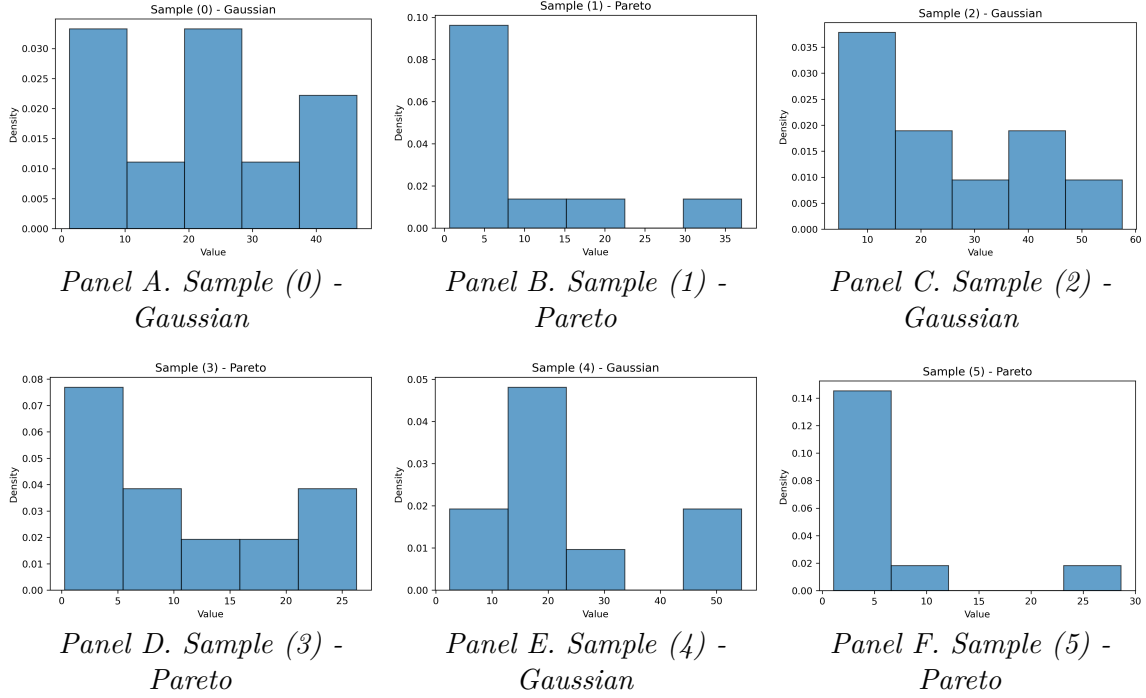 Sample (0) - Gaussian
0.030
0.025
0.020
0.015
0.010
0.005
0.000
Density
0 10 20 30 40
Value
Panel A. Sample (0) -
Gaussian
Sample (1) - Pareto
0.10
0.08
0.06
0.04
0.02
0.00
Density
0 5 10 15 20 25 30 35
Value
Panel B. Sample (1) -
Pareto
Sample (2) - Gaussian
0.035
0.030
0.025
0.020
0.015
0.010
0.005
0.000
Density
10 20 30 40 50 60
Value
Panel C. Sample (2) -
Gaussian
Sample (3) - Pareto
0.08
0.07
0.06
0.05
0.04
0.03
0.02
0.01
0.00
Density
0 5 10 15 20 25
Value
Panel D. Sample (3) -
Pareto
Sample (4) - Gaussian
0.05
0.04
0.03
0.02
0.01
0.00
Density
0 10 20 30 40 50
Value
Panel E. Sample (4) -
Gaussian
Sample (5) - Pareto
0.14
0.12
0.10
0.08
0.06
0.04
0.02
0.00
Density
0 5 10 15 20 25 30
Value
Panel F. Sample (5) -
Pareto